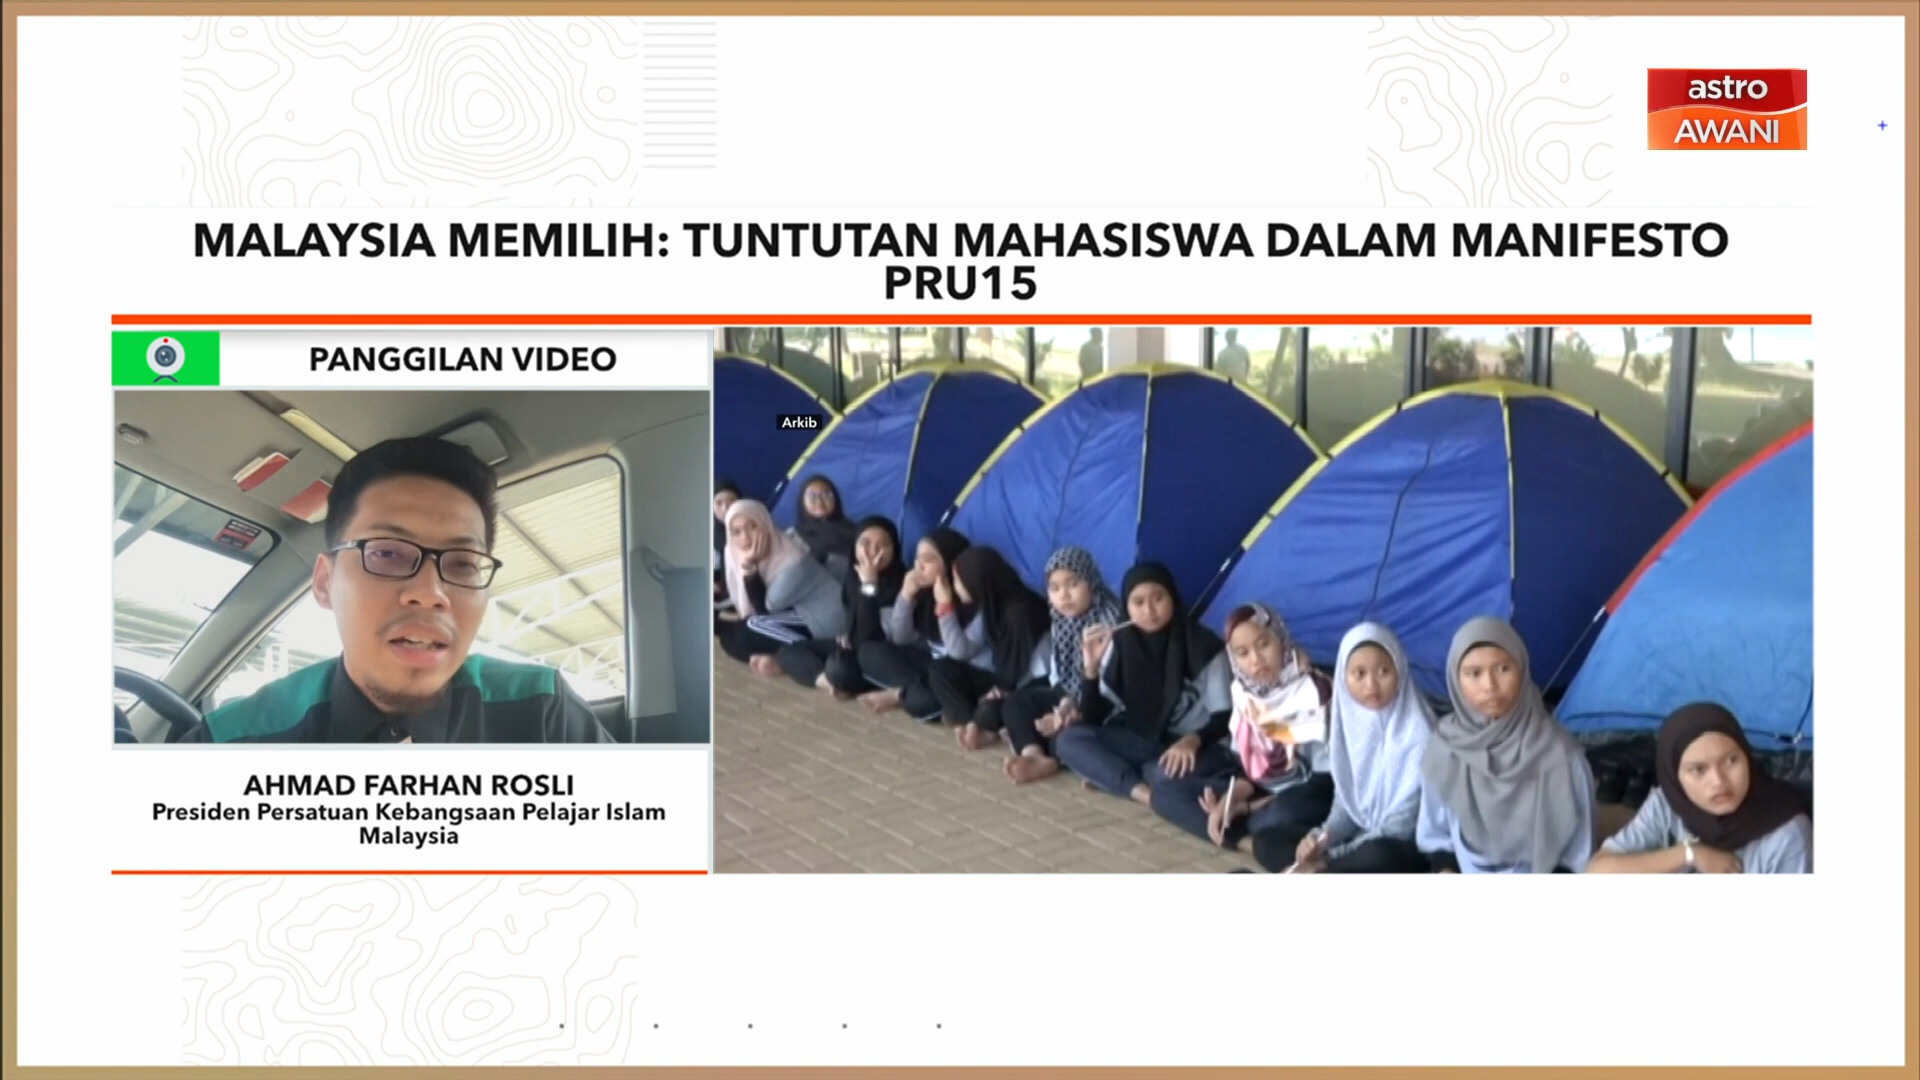 astro
AWANI
MALAYSIA MEMILIH: TUNTUTAN MAHASISWA DALAM MANIFESTO
PRU15
PANGGILAN VIDEO
Arkib
AHMAD FARHAN ROSLI
Presiden Persatuan Kebangsaan Pelajar Islam
Malaysia